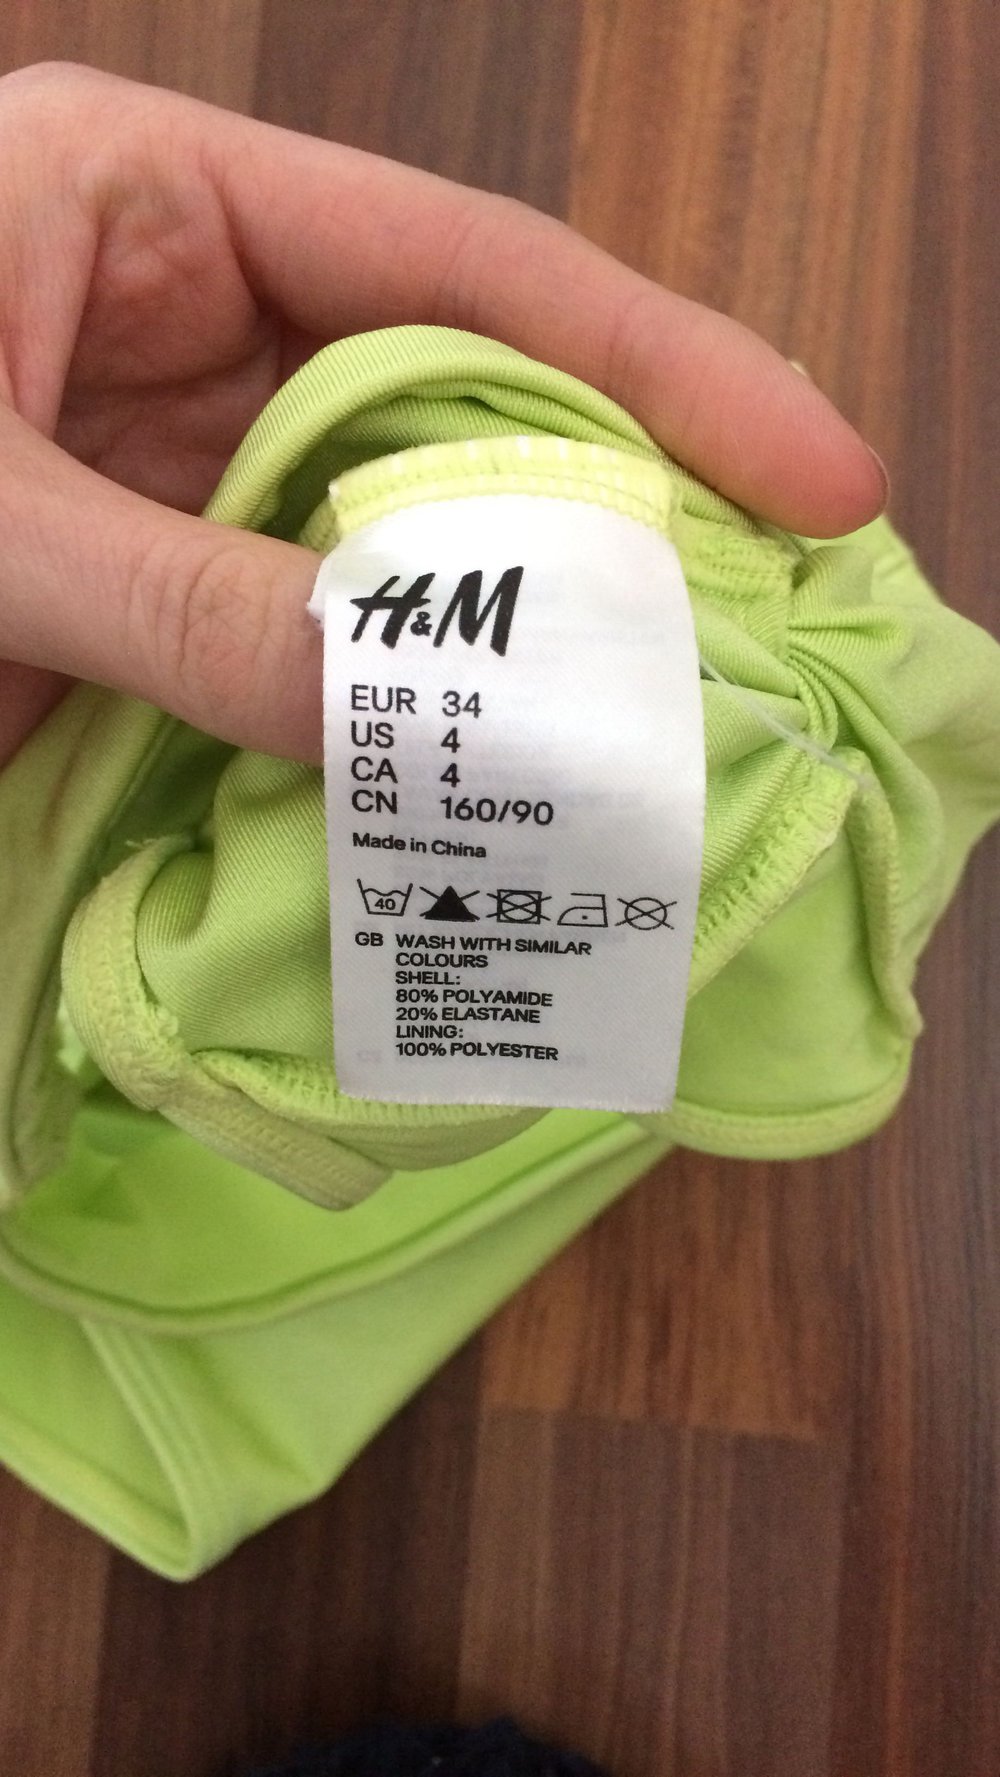 H&M
EUR 34
US 4
CA 4
CN 160/90
Made in China
40
GB WASH WITH SIMILAR
COLOURS
SHELL:
80% POLYAMIDE
20% ELASTANE
LINING:
100% POLYESTER